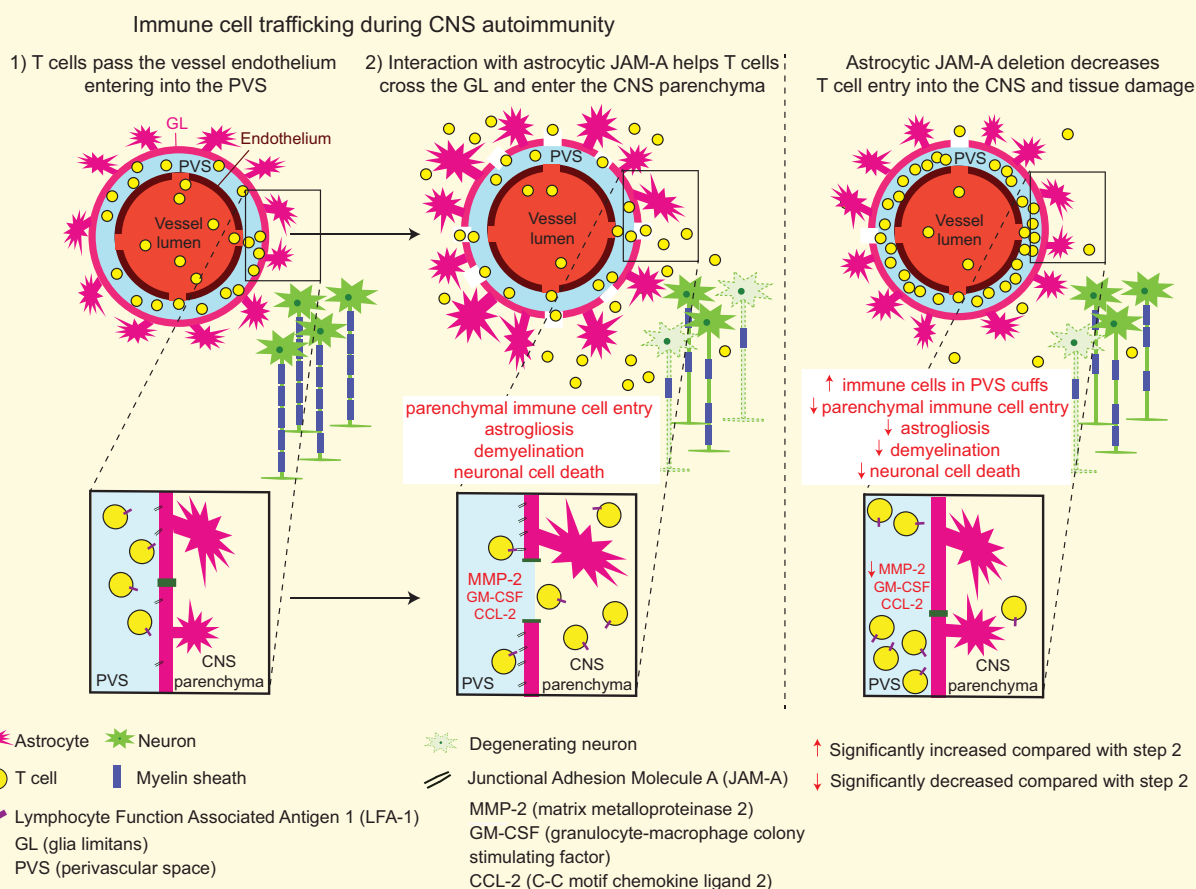 Immune cell trafficking during CNS autoimmunity
1) T cells pass the vessel endothelium
entering into the PVS
GL
Endothelium
PVS
Vessel
lumen
PVS
CNS
parenchyma
2) Interaction with astrocytic JAM-A helps T cells
cross the GL and enter the CNS parenchyma
PVS
Vessel
lumen
parenchymal immune cell entry
astrogliosis
demyelination
neuronal cell death
MMP-2
GM-CSF
CCL-2
PVS
CNS
parenchyma
Astrocytic JAM-A deletion decreases
T cell entry into the CNS and tissue damage
PVS
Vessel
lumen
↑ immune cells in PVS cuffs
↓ parenchymal immune cell entry
↓ astrogliosis
↓ demyelination
↓ neuronal cell death
↓ MMP-2
GM-CSF
CCL-2
PVS
CNS
parenchyma
Astrocyte
Neuron
T cell
Myelin sheath
Lymphocyte Function Associated Antigen 1 (LFA-1)
GL (glia limitans)
PVS (perivascular space)
Degenerating neuron
Junctional Adhesion Molecule A (JAM-A)
MMP-2 (matrix metalloproteinase 2)
GM-CSF (granulocyte-macrophage colony
stimulating factor)
CCL-2 (C-C motif chemokine ligand 2)
↑ Significantly increased compared with step 2
↓ Significantly decreased compared with step 2